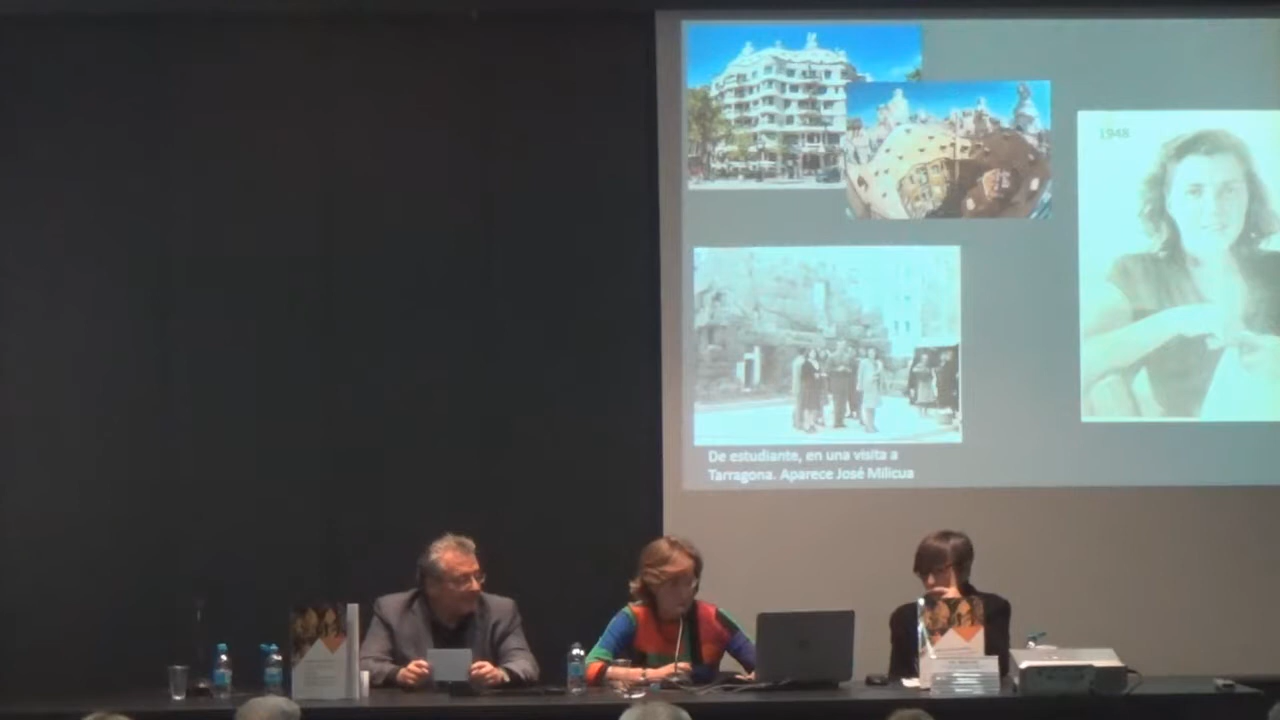 1948
De estudiante, en una visita a
Tarragona. Aparece José Milicua